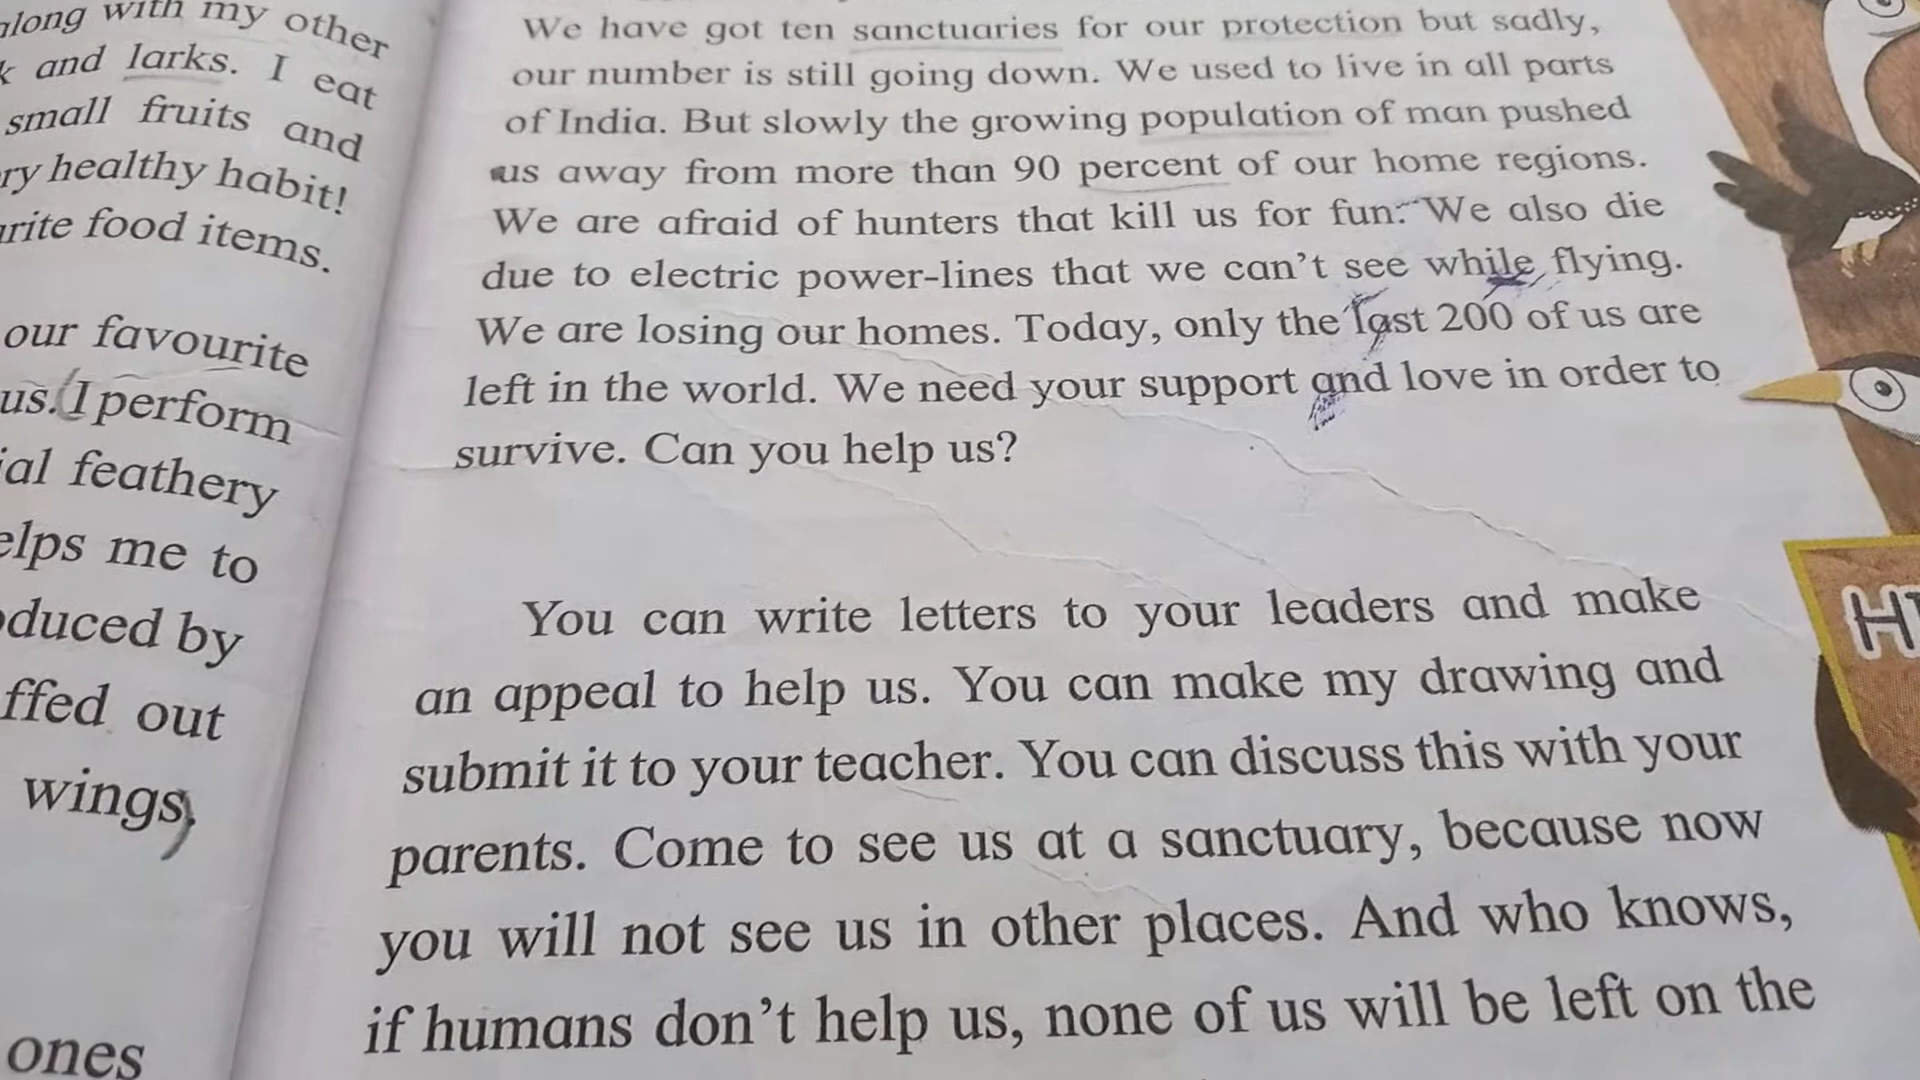 along with my other
and larks. I eat
small fruits and
healthy habit!
food items.
our favourite
us. I perform
feathery
me to
by
out
wings,
ones
We have got ten sanctuaries for our protection but sadly,
our number is still going down. We used to live in all parts
of India. But slowly the growing population of man pushed
us away from more than 90 percent of our home regions.
We are afraid of hunters that kill us for fun. We also die
due to electric power-lines that we can't see while flying.
We are losing our homes. Today, only the last 200 of us are
left in the world. We need your support and love in order to
survive. Can you help us?
You can write letters to your leaders and make
an appeal to help us. You can make my drawing and
submit it to your teacher. You can discuss this with your
parents. Come to see us at a sanctuary, because now
you will not see us in other places. And who knows,
if humans don't help us, none of us will be left on the